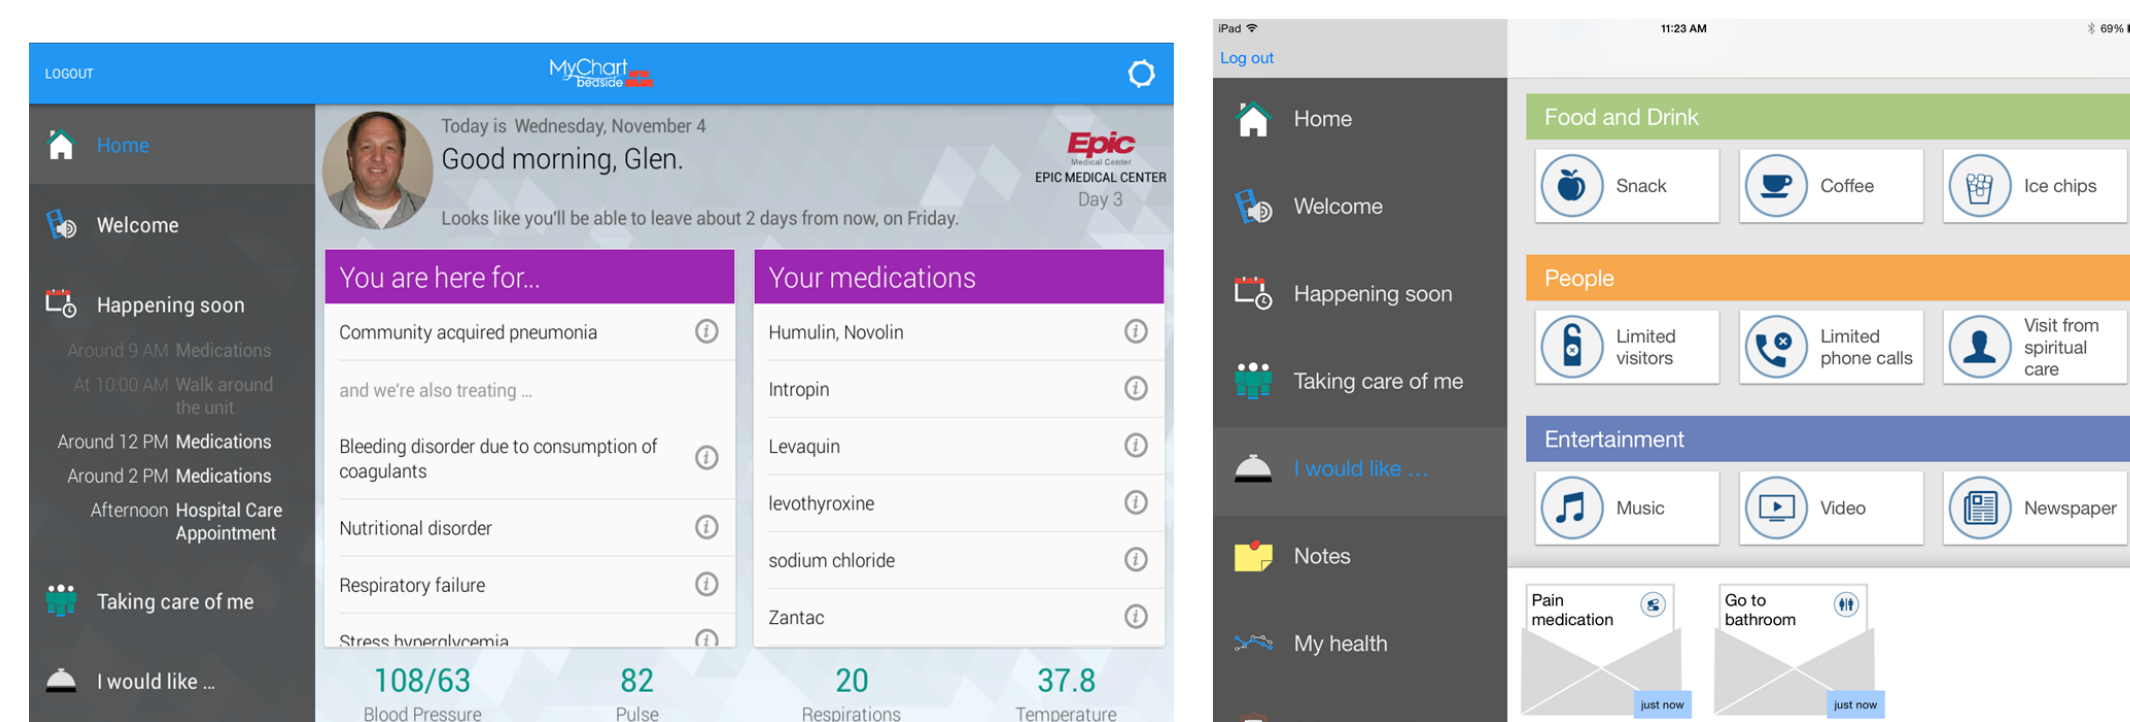 LOGOUT
MyChart
bedside
Home
Welcome
Happening soon
Around 9 AM Medications
At 10:00 AM Walk around
the unit
Around 12 PM Medications
Around 2 PM Medications
Afternoon Hospital Care
Appointment
Taking care of me
I would like ...
Today is Wednesday, November 4
Good morning, Glen.
Looks like you'll be able to leave about 2 days from now, on Friday.
Epic
Medical Center
EPIC MEDICAL CENTER
Day 3
You are here for...
Community acquired pneumonia
and we're also treating ...
Bleeding disorder due to consumption of
coagulants
Nutritional disorder
Respiratory failure
Stress hyperglycemia
Your medications
Humulin, Novolin
Intropin
Levaquin
levothyroxine
sodium chloride
Zantac
108/63
Blood Pressure
82
Pulse
20
Respirations
37.8
Temperature
iPad
11:23 AM
69%
Log out
Home
Welcome
Happening soon
Taking care of me
I would like ...
Notes
My health
Food and Drink
Snack
Coffee
Ice chips
People
Limited
visitors
Limited
phone calls
Visit from
spiritual
care
Entertainment
Music
Video
Newspaper
Pain
medication
just now
Go to
bathroom
just now